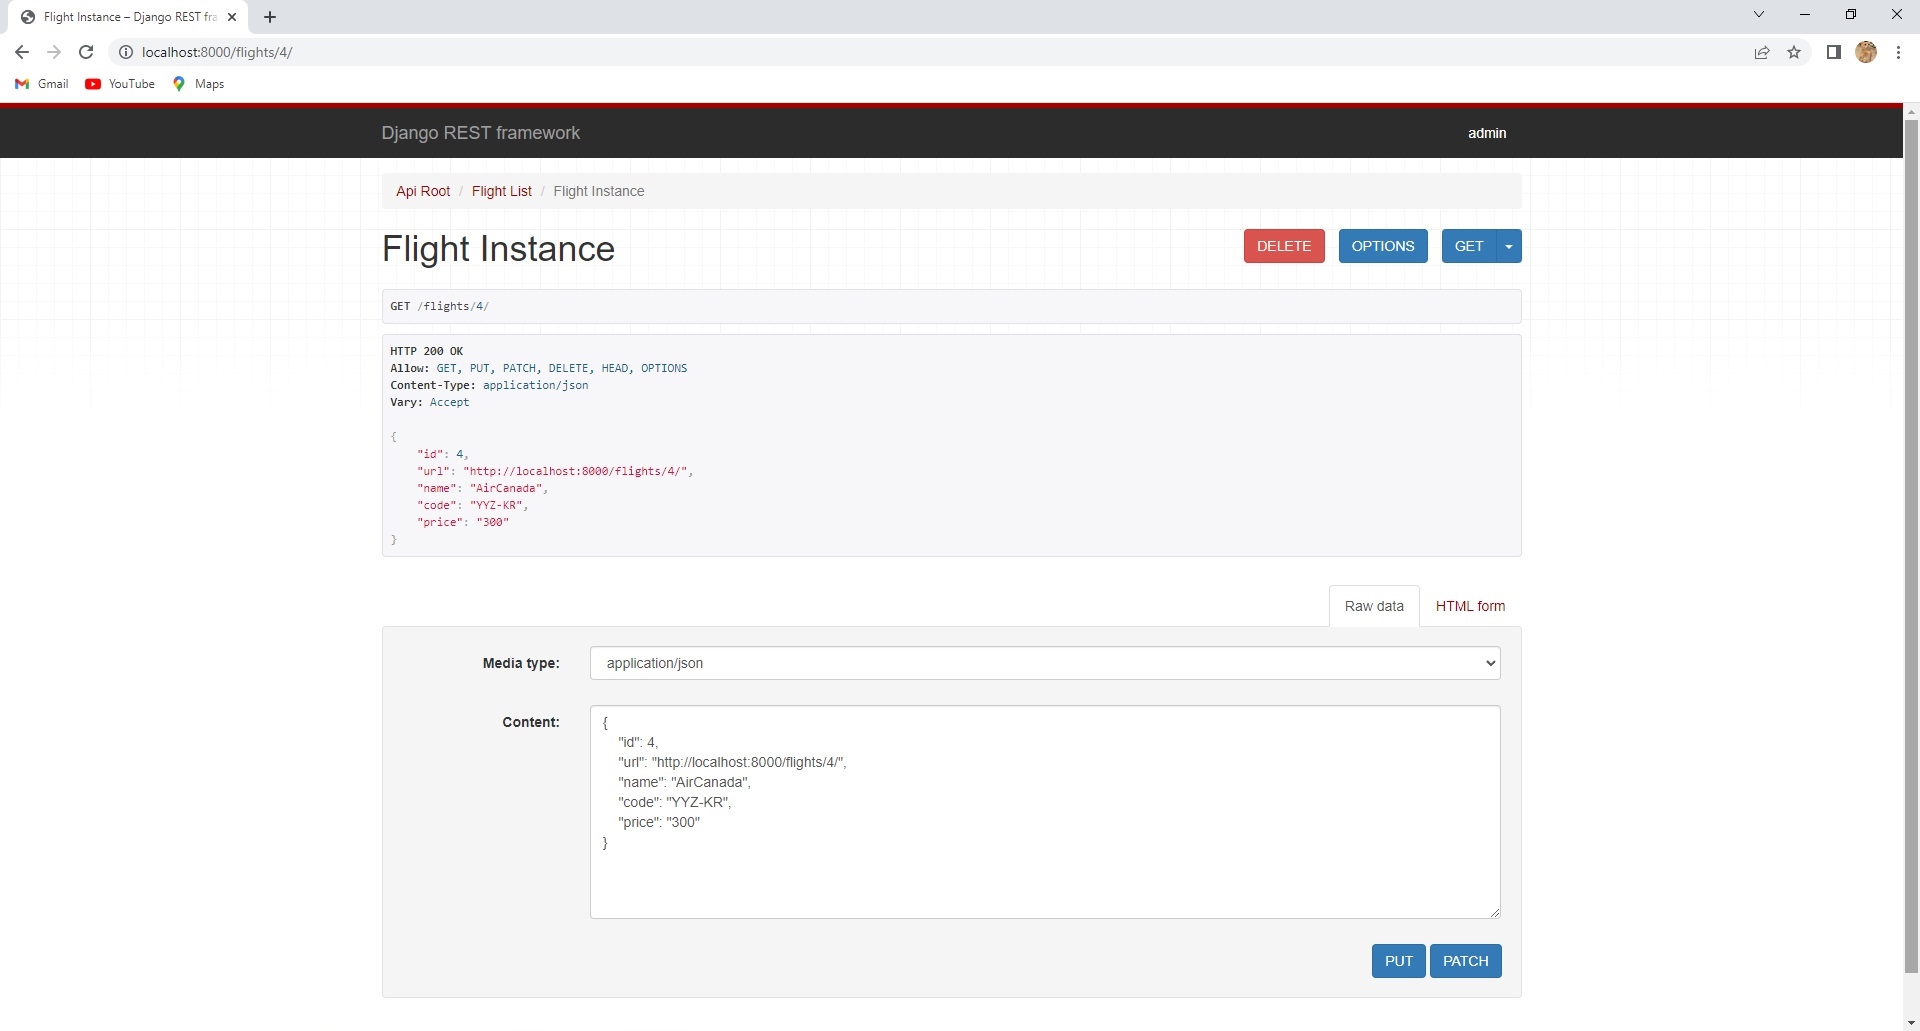 Flight Instance – Django REST fra
localhost:8000/flights/4/
Gmail YouTube Maps
Django REST framework admin
Api Root / Flight List / Flight Instance
Flight Instance DELETE OPTIONS GET
GET /flights/4/
HTTP 200 OK
Allow: GET, PUT, PATCH, DELETE, HEAD, OPTIONS
Content-Type: application/json
Vary: Accept
{
"id": 4,
"url": "http://localhost:8000/flights/4/",
"name": "AirCanada",
"code": "YYZ-KR",
"price": "300"
}
Raw data HTML form
Media type: application/json
Content: {
"id": 4,
"url": "http://localhost:8000/flights/4/",
"name": "AirCanada",
"code": "YYZ-KR",
"price": "300"
}
PUT PATCH